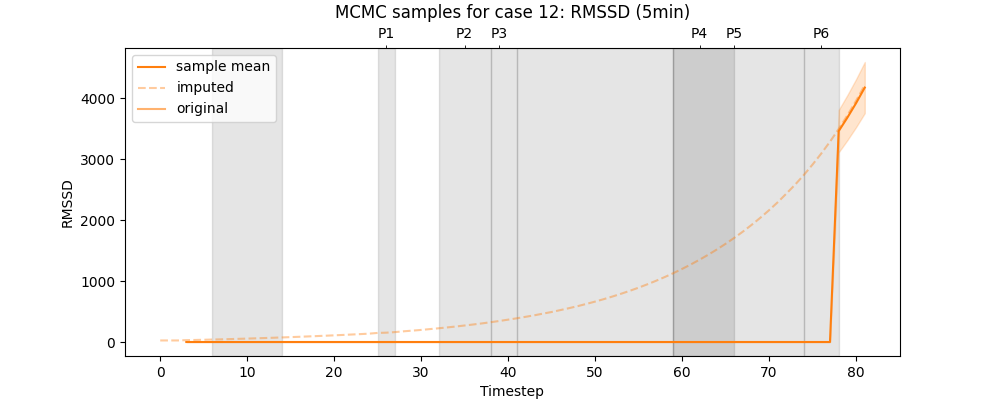 MCMC samples for case 12: RMSSD (5min)
P1 P2 P3 P4 P5 P6
sample mean
imputed
original
4000
3000
2000
1000
0
RMSSD
0 10 20 30 40 50 60 70 80
Timestep